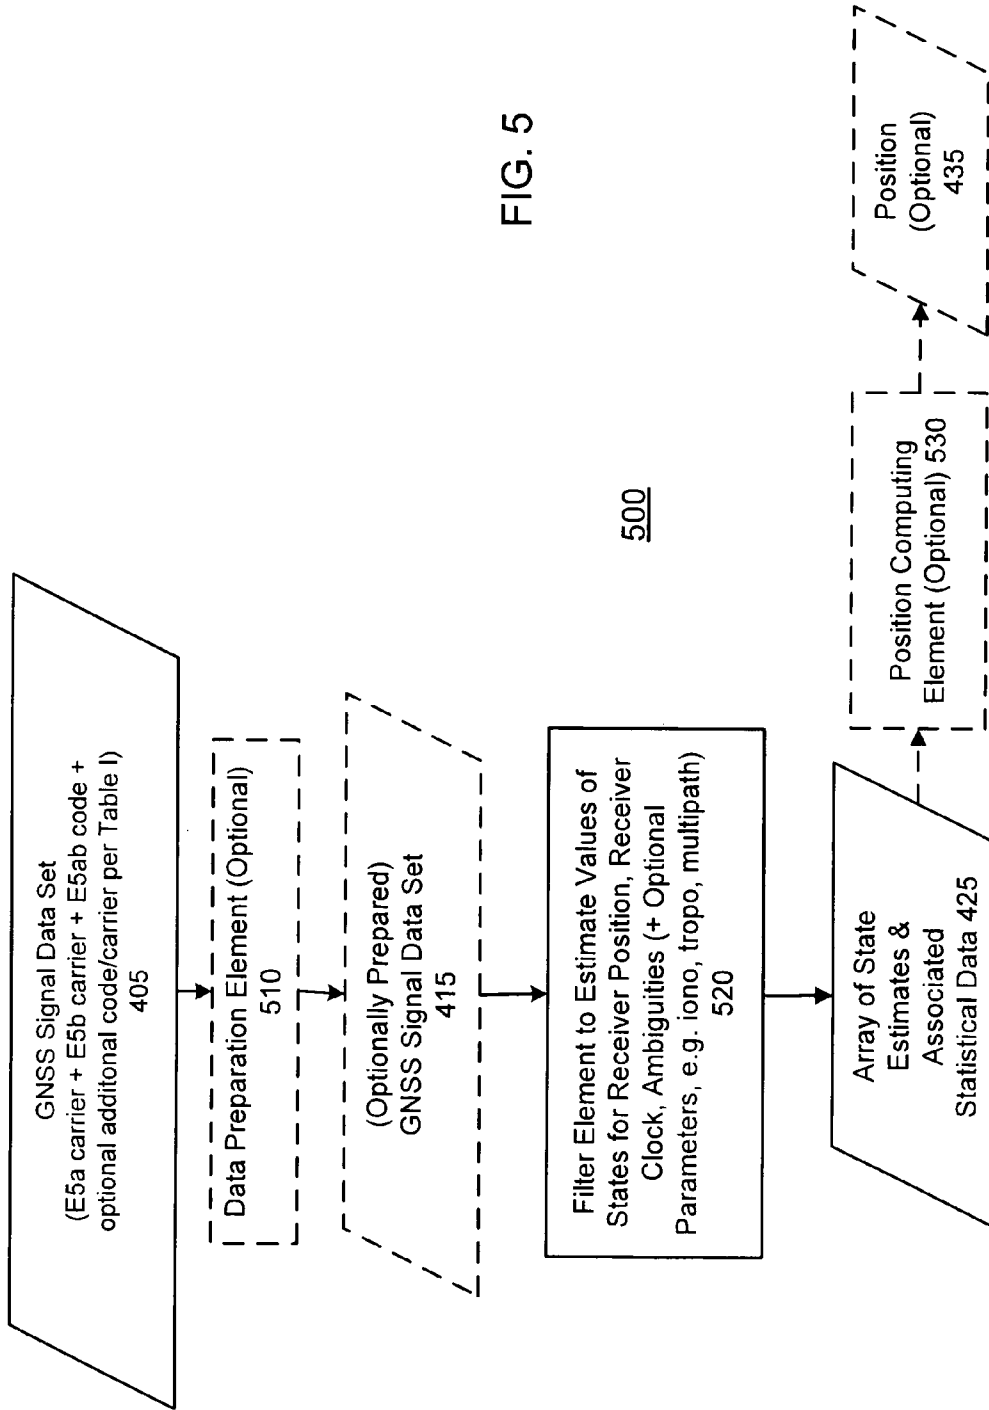 GNSS Signal Data Set
(E5a carrier + E5b carrier + E5ab code +
optional additonal code/carrier per Table I)
405
Data Preparation Element (Optional)
510
(Optionally Prepared)
GNSS Signal Data Set
415
Filter Element to Estimate Values of
States for Receiver Position, Receiver
Clock, Ambiguities (+ Optional
Parameters, e.g. iono, tropo, multipath)
520
Array of State
Estimates &
Associated
Statistical Data 425
Position Computing
Element (Optional) 530
Position
(Optional)
435
500
FIG. 5